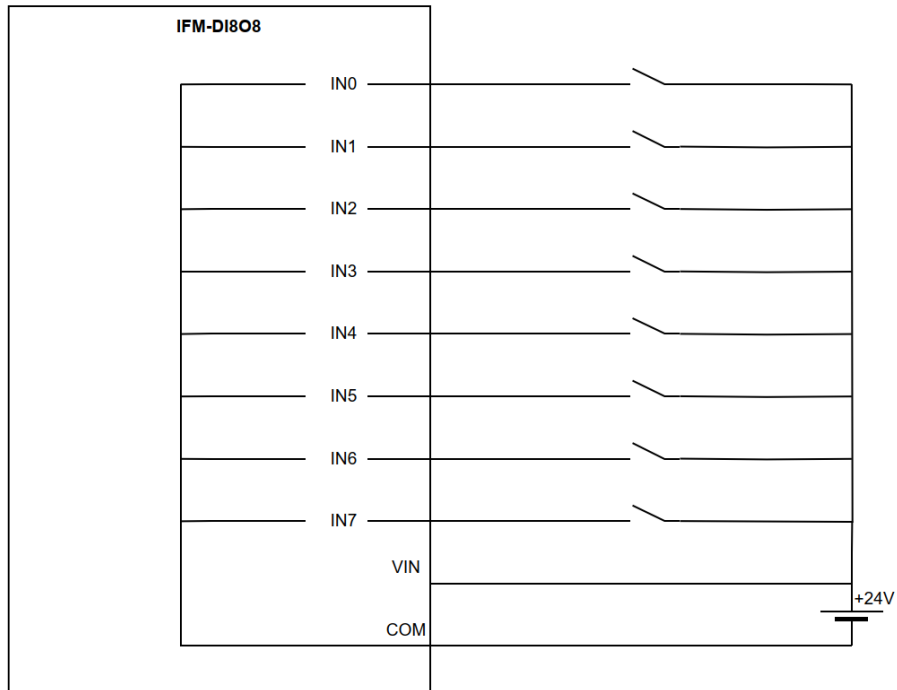 IFM-DI8O8
IN0
IN1
IN2
IN3
IN4
IN5
IN6
IN7
VIN
+24V
COM